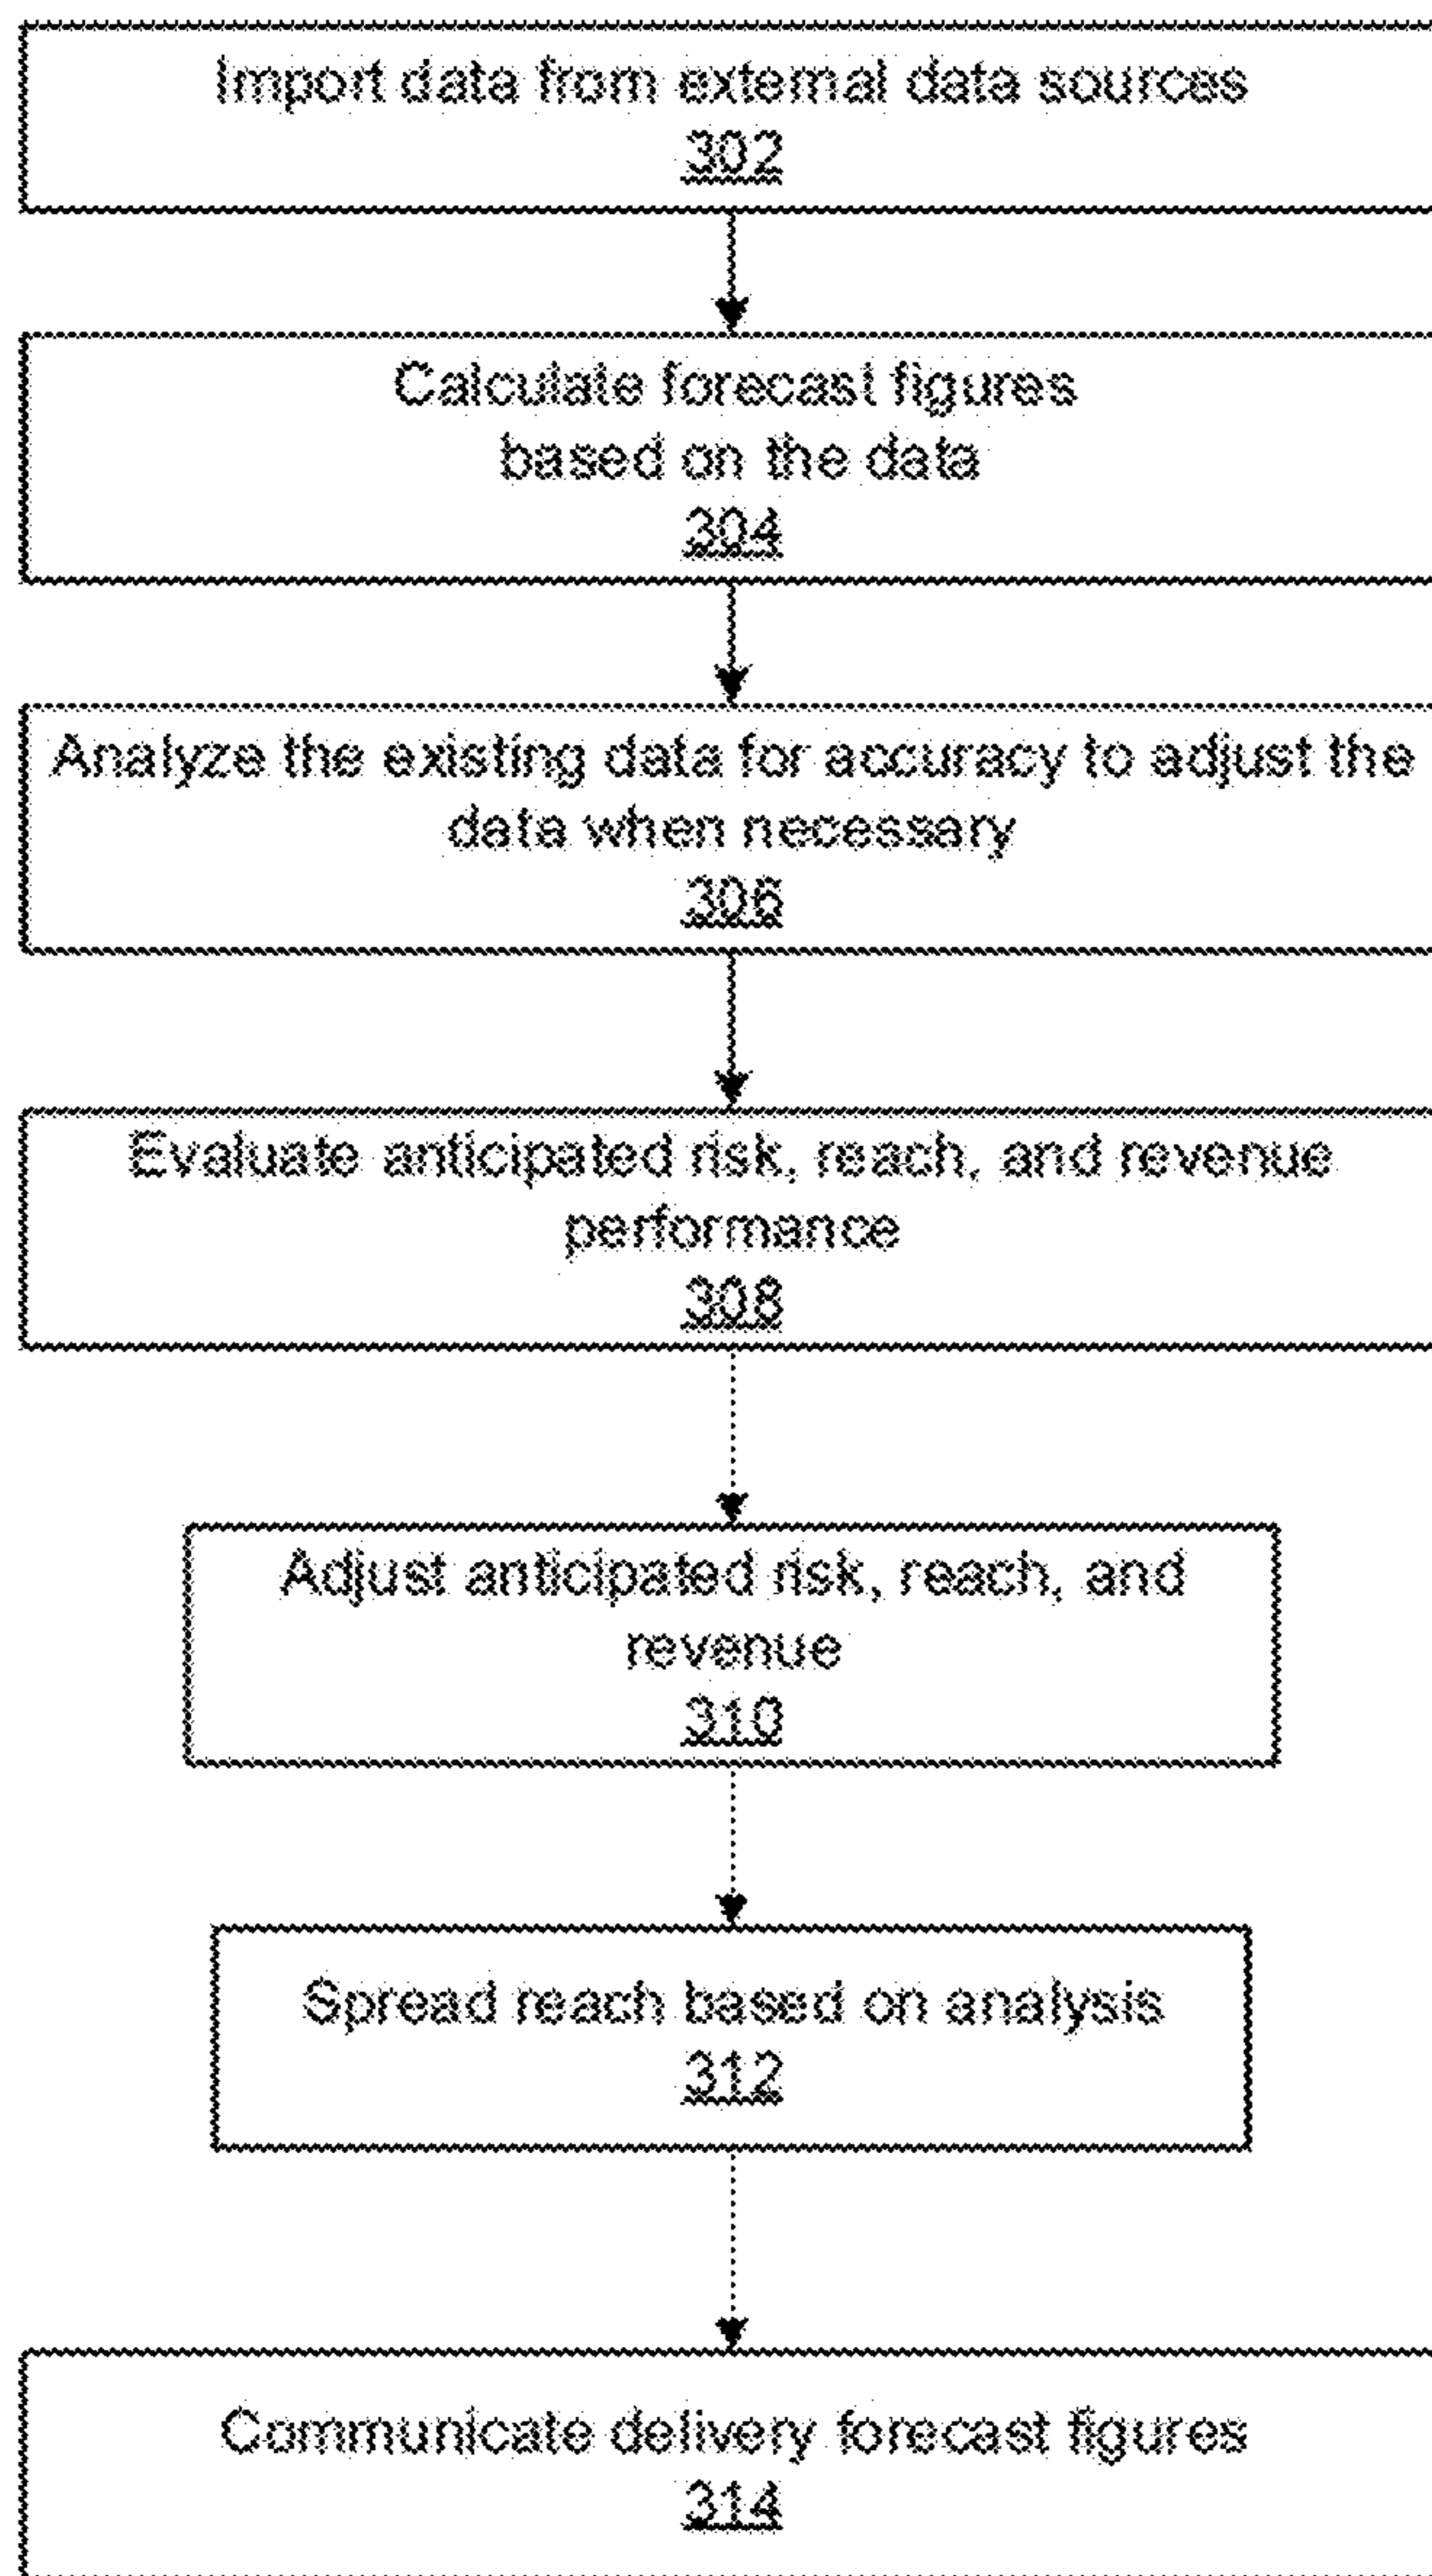 Import data from external data sources
302
Calculate forecast figures
based on the data
304
Analyze the existing data for accuracy to adjust the
data when necessary
306
Evaluate anticipated risk, reach, and revenue
performance
308
Adjust anticipated risk, reach, and
revenue
310
Spread reach based on analysis
312
Communicate delivery forecast figures
314